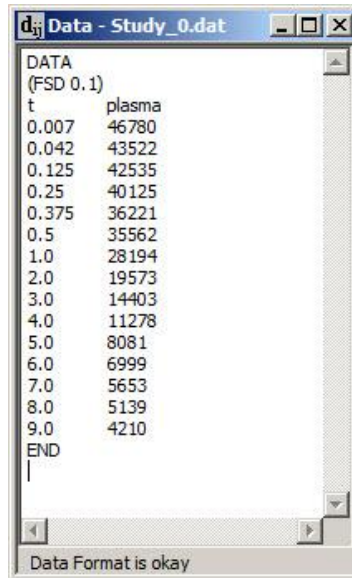 dij Data - Study_0.dat
DATA
(FSD 0.1)
t plasma
0.007 46780
0.042 43522
0.125 42535
0.25 40125
0.375 36221
0.5 35562
1.0 28194
2.0 19573
3.0 14403
4.0 11278
5.0 8081
6.0 6999
7.0 5653
8.0 5139
9.0 4210
END
Data Format is okay